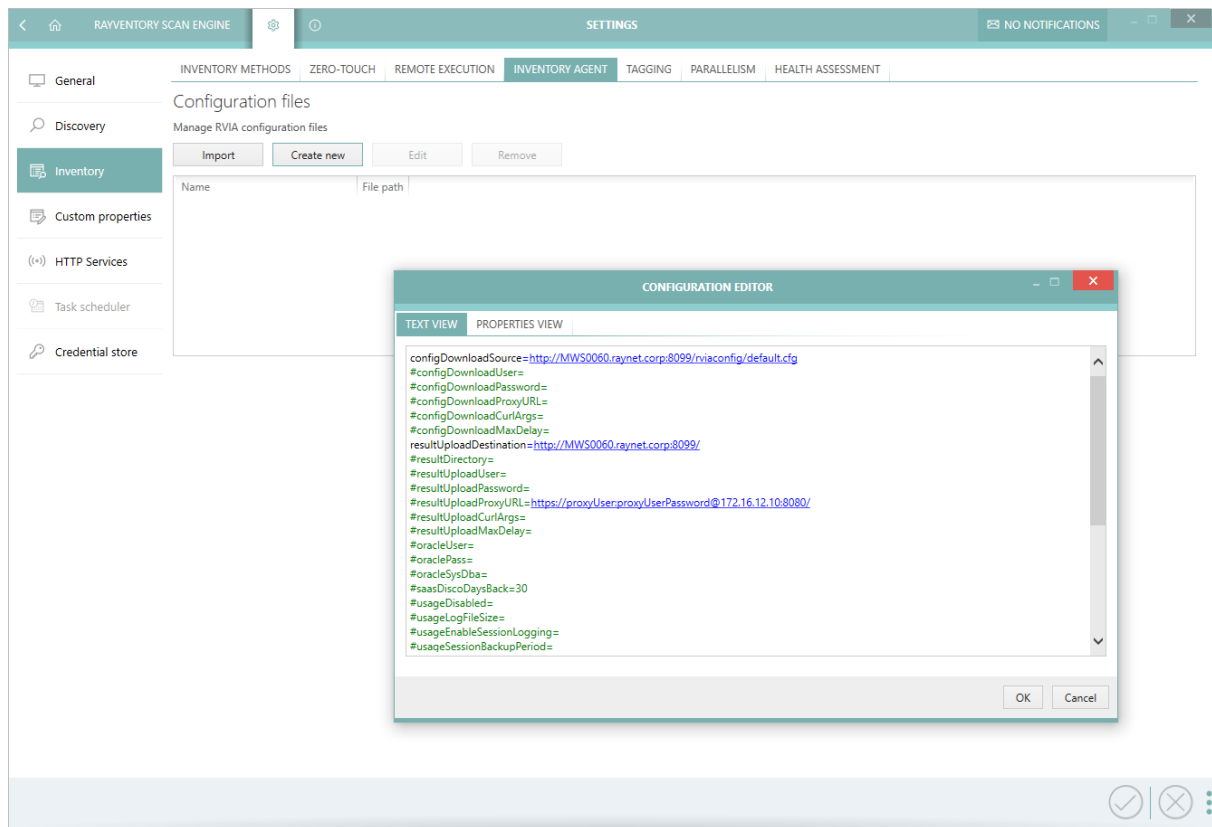 RAYVENTORY SCAN ENGINE
SETTINGS
NO NOTIFICATIONS
General
Discovery
Inventory
Custom properties
HTTP Services
Task scheduler
Credential store
INVENTORY METHODS ZERO-TOUCH REMOTE EXECUTION INVENTORY AGENT TAGGING PARALLELISM HEALTH ASSESSMENT
Configuration files
Manage RVIA configuration files
Import Create new Edit Remove
Name File path
CONFIGURATION EDITOR
TEXT VIEW PROPERTIES VIEW
configDownloadSource=http://MWS0060.raynet.corp:8099/rviaconfig/default.cfg
#configDownloadUser=
#configDownloadPassword=
#configDownloadProxyURL=
#configDownloadCurlArgs=
#configDownloadMaxDelay=
resultUploadDestination=http://MWS0060.raynet.corp:8099/
#resultDirectory=
#resultUploadUser=
#resultUploadPassword=
#resultUploadProxyURL=https://proxyUser:proxyUserPassword@172.16.12.10:8080/
#resultUploadCurlArgs=
#resultUploadMaxDelay=
#oracleUser=
#oraclePass=
#oracleSysDba=
#saasDiscoDaysBack=30
#usageDisabled=
#usageLogFileSize=
#usageEnableSessionLogging=
#usageSessionBackupPeriod=
OK Cancel